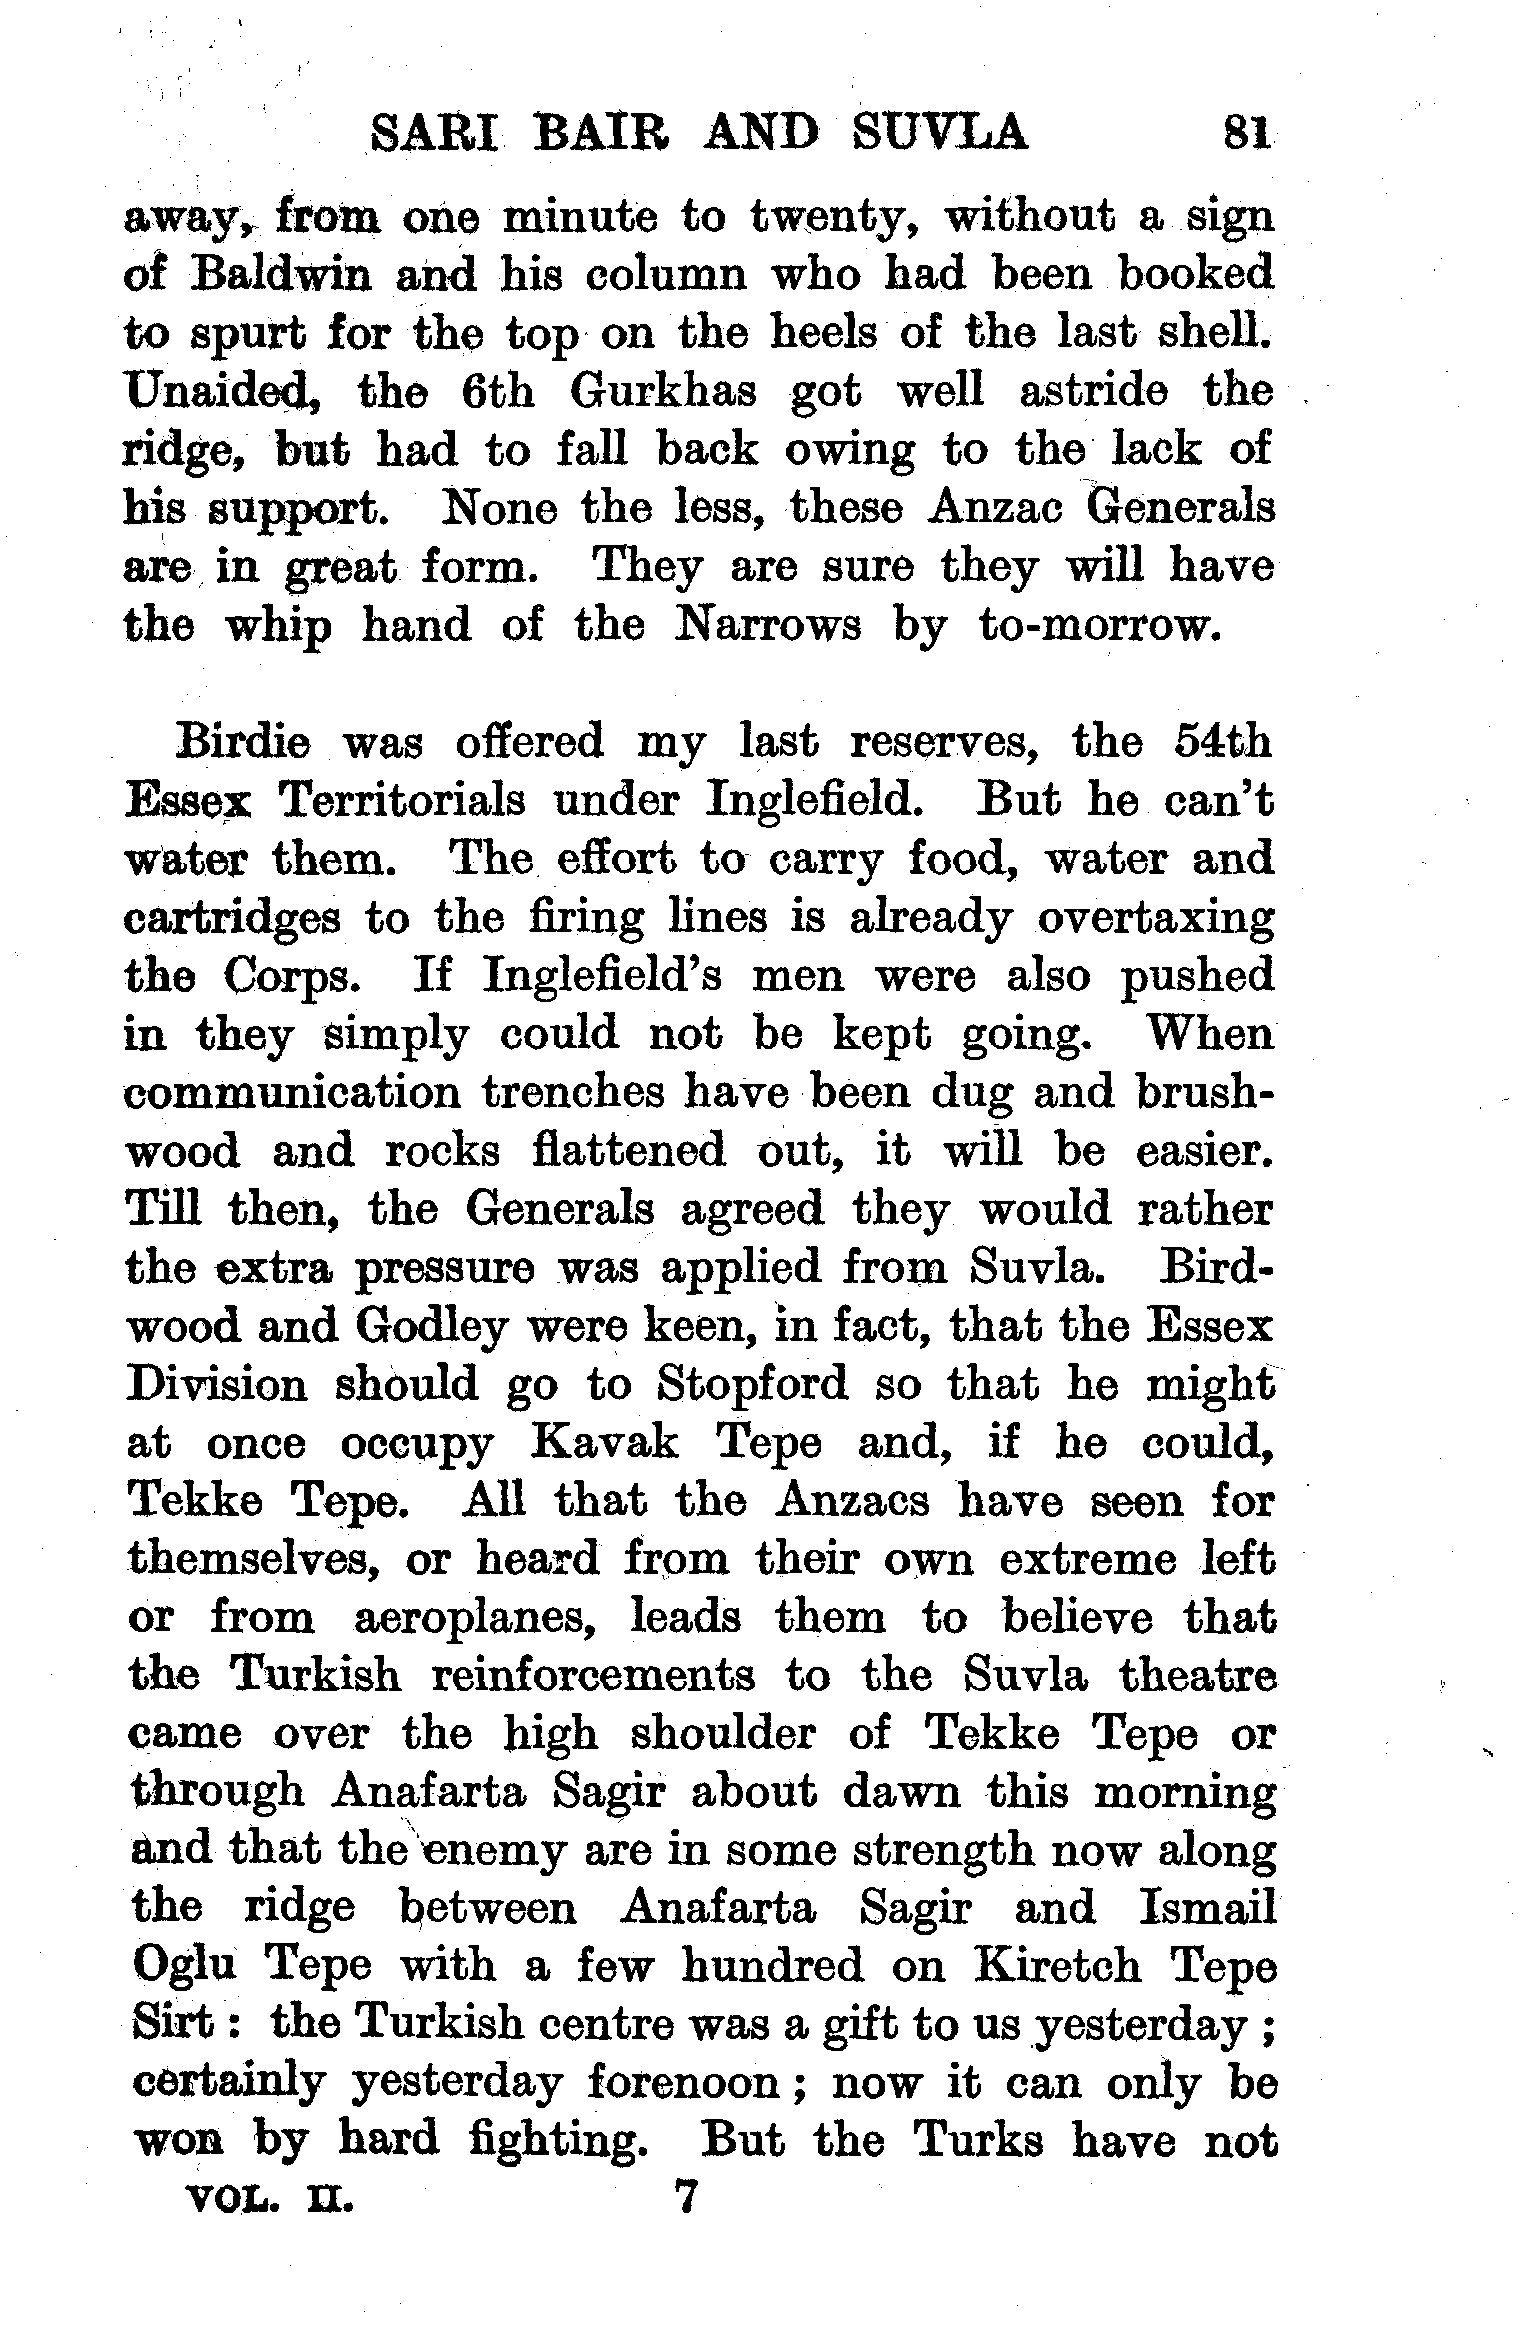 SARI BAIR AND SUVLA 81
away, from one minute to twenty, without a sign
of Baldwin and his column who had been booked
to spurt for the top on the heels of the last shell.
Unaided, the 6th Gurkhas got well astride the
ridge, but had to fall back owing to the lack of
his support. None the less, these Anzac Generals
are in great form. They are sure they will have
the whip hand of the Narrows by to-morrow.
Birdie was offered my last reserves, the 54th
Essex Territorials under Inglefield. But he can't
water them. The effort to carry food, water and
cartridges to the firing lines is already overtaxing
the Corps. If Inglefield's men were also pushed
in they simply could not be kept going. When
communication trenches have been dug and brush-
wood and rocks flattened out, it will be easier.
Till then, the Generals agreed they would rather
the extra pressure was applied from Suvla. Bird-
wood and Godley were keen, in fact, that the Essex
Division should go to Stopford so that he might
at once occupy Kavak Tepe and, if he could,
Tekke Tepe. All that the Anzacs have seen for
themselves, or heard from their own extreme left
or from aeroplanes, leads them to believe that
the Turkish reinforcements to the Suvla theatre
came over the high shoulder of Tekke Tepe or
through Anafarta Sagir about dawn this morning
and that the enemy are in some strength now along
the ridge between Anafarta Sagir and Ismail
Oglu Tepe with a few hundred on Kiretch Tepe
Sirt : the Turkish centre was a gift to us yesterday ;
certainly yesterday forenoon ; now it can only be
won by hard fighting. But the Turks have not
VOL. II. 7